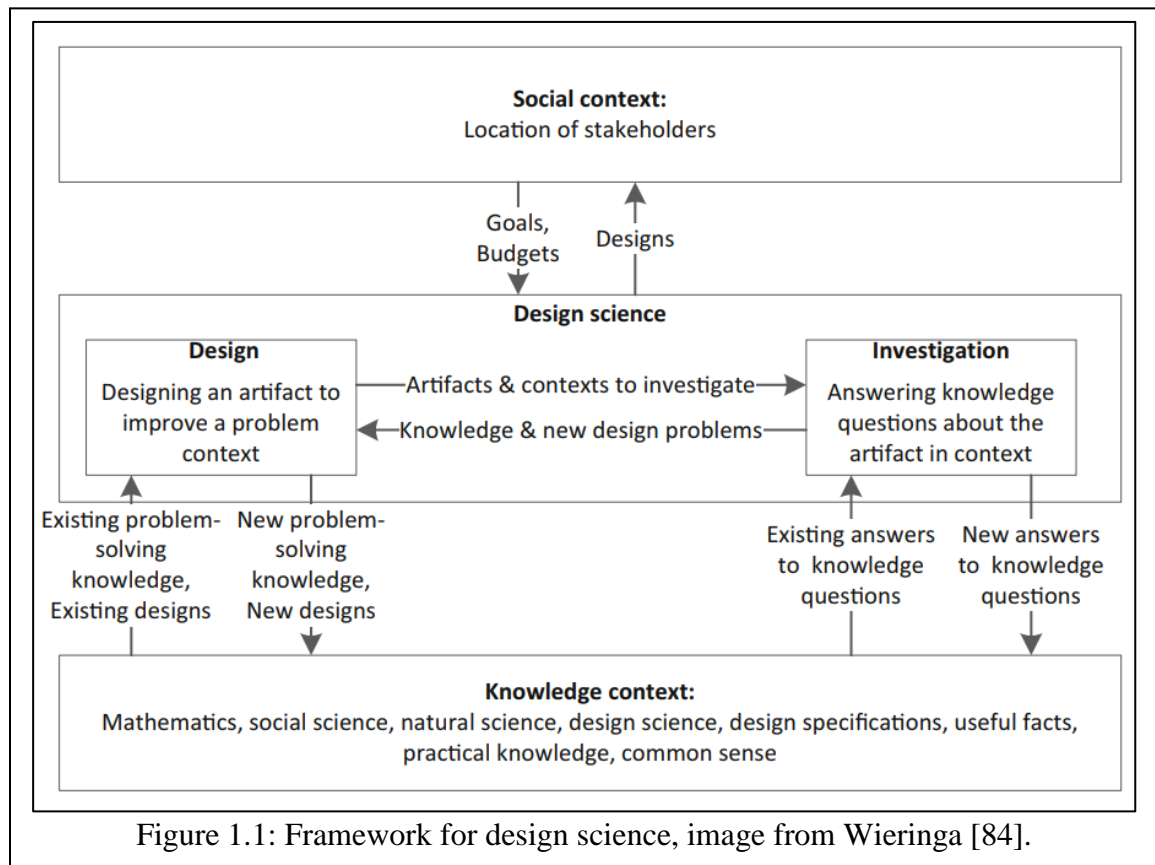 Social context:
Location of stakeholders
Goals,
Budgets
Designs
Design science
Design
Designing an artifact to
improve a problem
context
Artifacts & contexts to investigate
Knowledge & new design problems
Investigation
Answering knowledge
questions about the
artifact in context
Existing problem-
solving
knowledge,
Existing designs
New problem-
solving
knowledge,
New designs
Existing answers
to knowledge
questions
New answers
to knowledge
questions
Knowledge context:
Mathematics, social science, natural science, design science, design specifications, useful facts,
practical knowledge, common sense
Figure 1.1: Framework for design science, image from Wieringa [84].